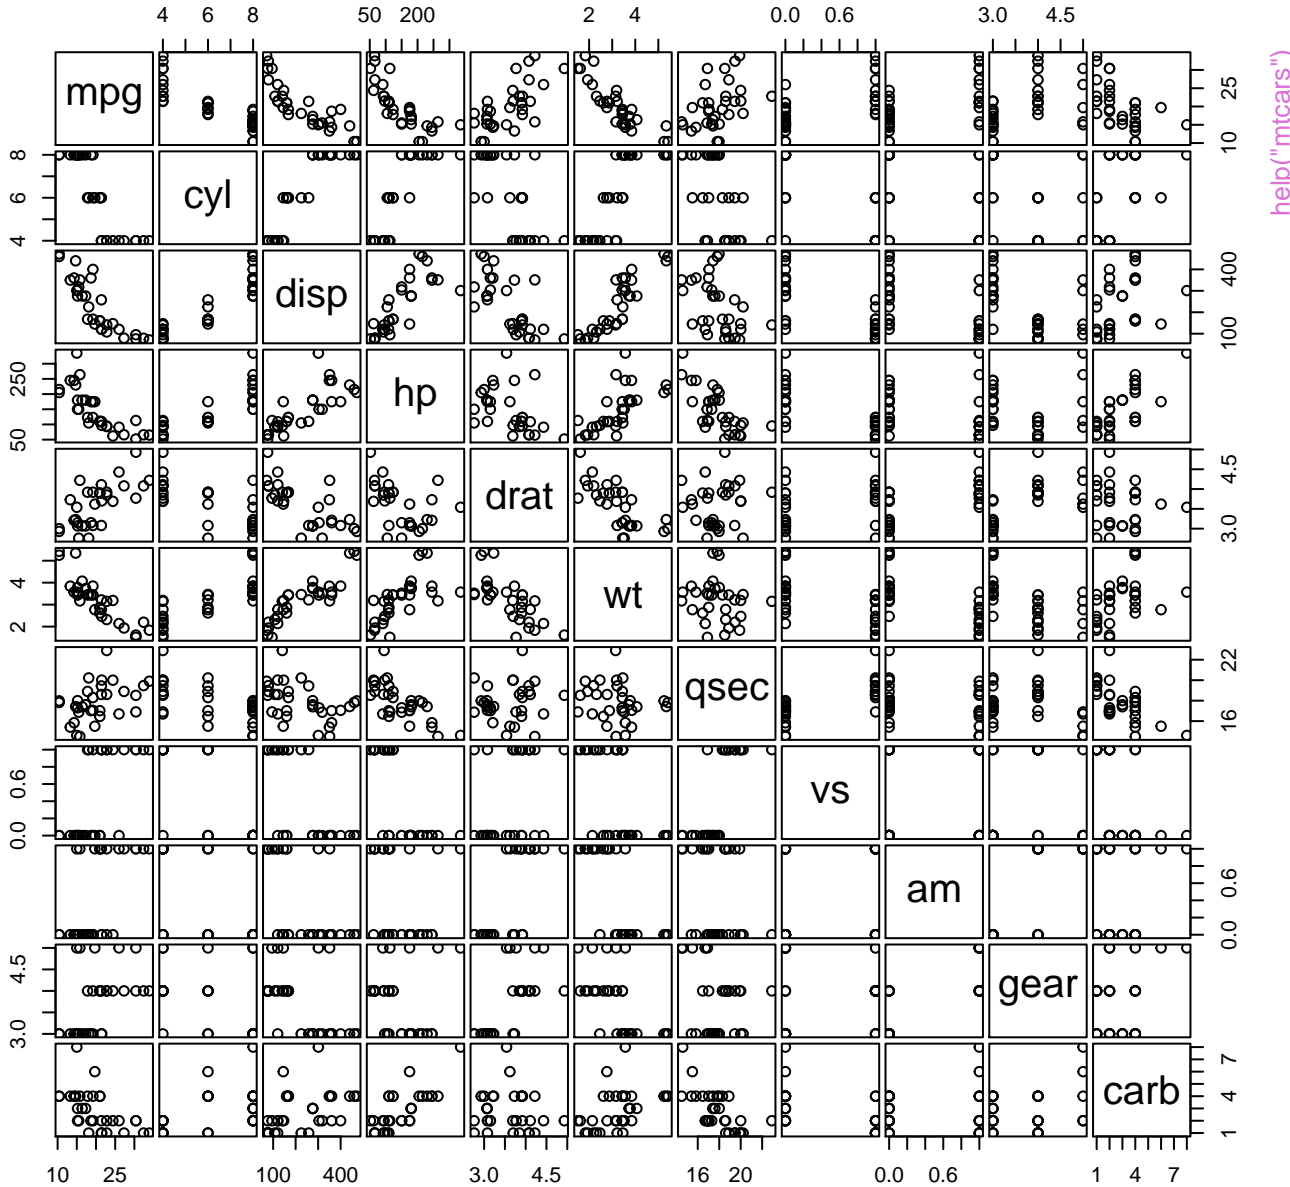 4 6 8 50 200 2 4 0.0 0.6 3.0 4.5
mpg 10 25
4 6 8 cyl
disp 100 400
50 250 hp
drat 3.0 4.5
2 4 wt
qsec 16 22
0.0 0.6 vs
am 0.0 0.6
3.0 4.5 gear
carb 1 4 7
10 25 100 400 3.0 4.5 16 20 0.0 0.6 1 4 7
help("mtcars")